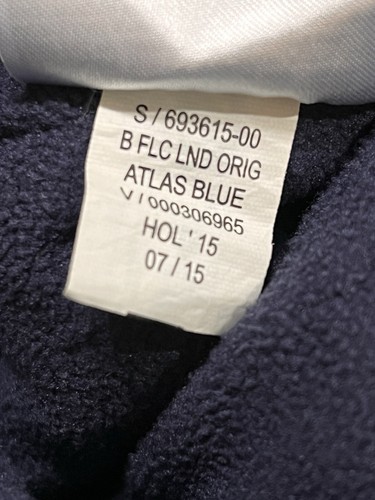 S / 693615-00
B FLC LND ORIG
ATLAS BLUE
V / 000306965
HOL ' 15
07 / 15